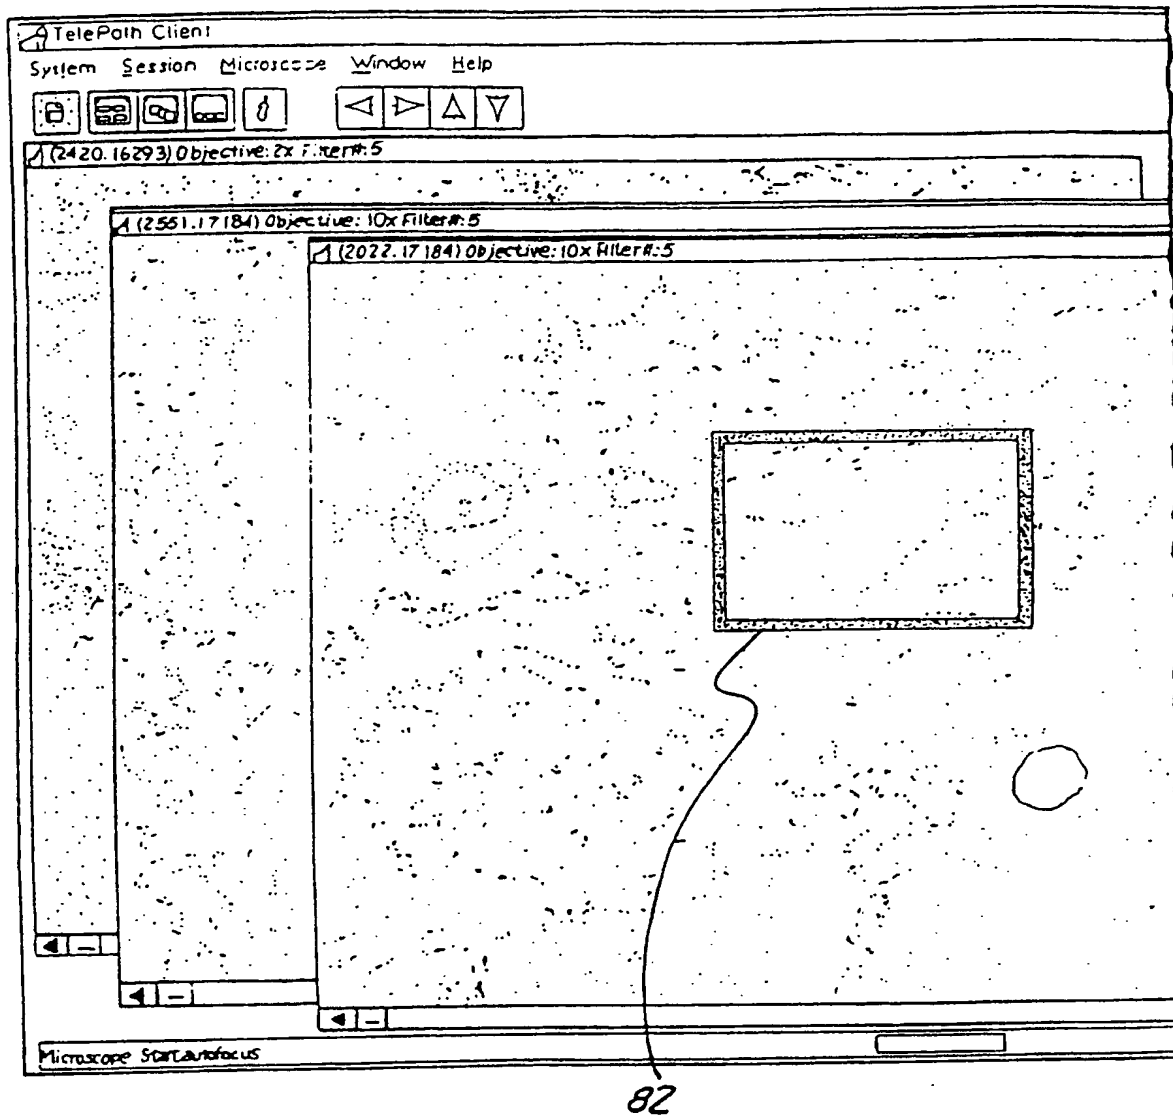 TelePath Client
System Session Microscope Window Help
(2420.16293) Objective: 2x Filter#: 5
(2551.17184) Objective: 10x Filter#: 5
(2022.17184) Objective: 10x Filter#: 5
Microscope Start autofocus
82